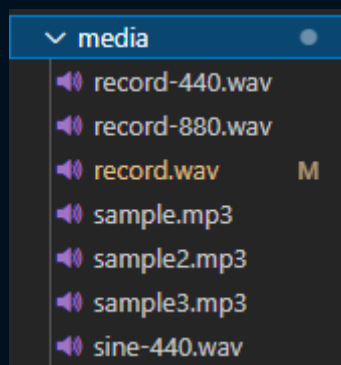 media
record-440.wav
record-880.wav
record.wav M
sample.mp3
sample2.mp3
sample3.mp3
sine-440.wav